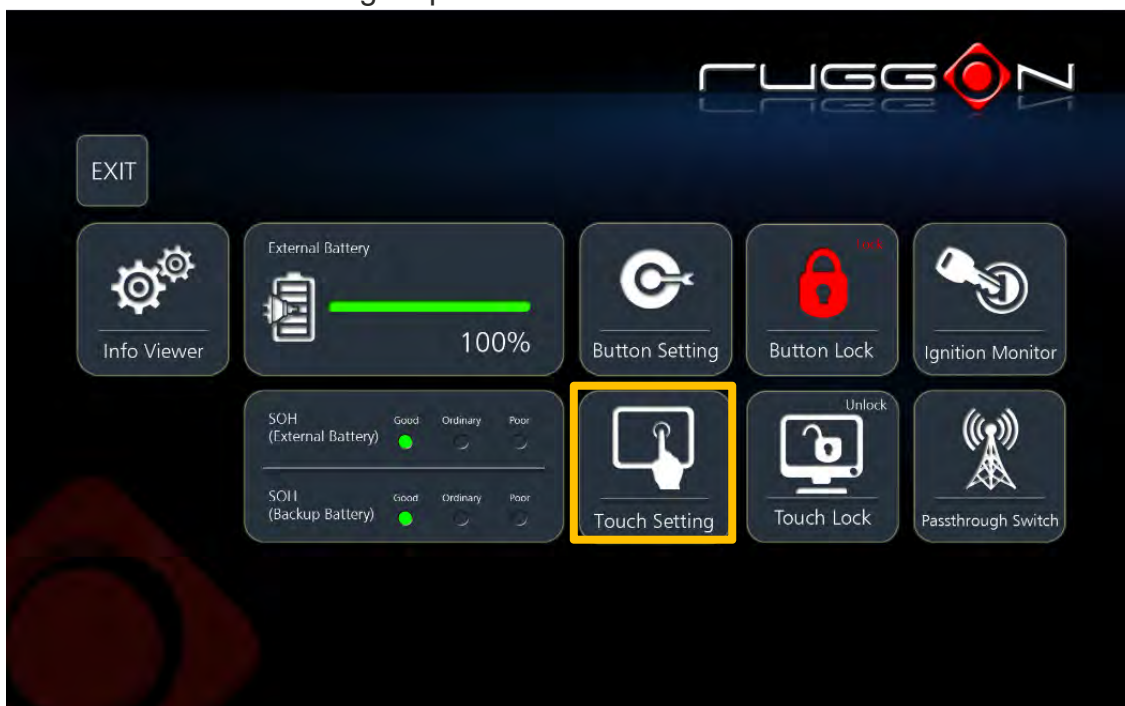 RUGGON
EXIT
Info Viewer
External Battery
100%
Button Setting
Lock
Button Lock
Ignition Monitor
SOH
(External Battery)
Good Ordinary Poor
SOH
(Backup Battery)
Good Ordinary Poor
Touch Setting
Unlock
Touch Lock
Passthrough Switch